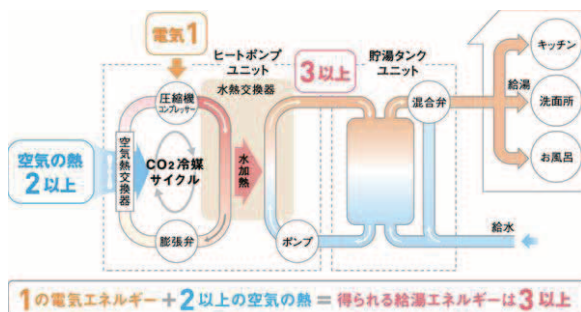 電気1
ヒートポンプ
ユニット
水熱交換器
3以上
貯湯タンク
ユニット
キッチン
給湯
洗面所
お風呂
圧縮機
コンプレッサー
混合弁
空気の熱
2以上
空気熱交換器
CO2冷媒
サイクル
水加熱
膨張弁
ポンプ
給水
1の電気エネルギー+2以上の空気の熱=得られる給湯エネルギーは3以上